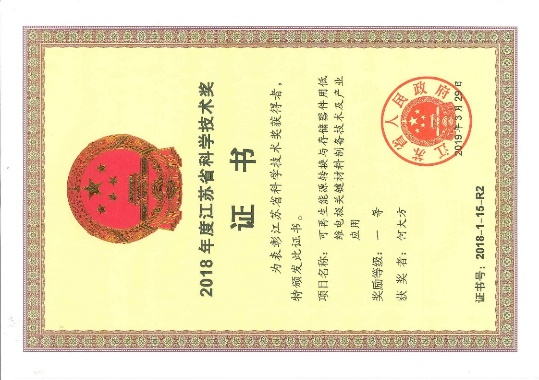 2018年度江苏省科学技术奖
证书
为表彰江苏省科学技术奖获得者，
特颁发此证书。
项目名称：可再生能源转换与存储器件用低
维电极关键材料制备技术及产业
应用
奖励等级：一 等
获 奖 者：何大方
江苏省人民政府
2019年3月29日
证书号：2018-1-15-R2